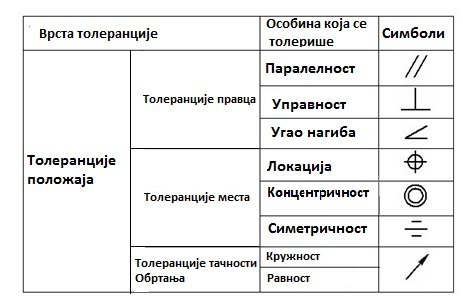 Врста толеранције
Особина која се
толерише
Симболи
Толеранције
положаја
Толеранције правца
Паралелност
Управност
Угао нагиба
Толеранције места
Локација
Концентричност
Симетричност
Толеранције тачности
Обртања
Кружност
Равност